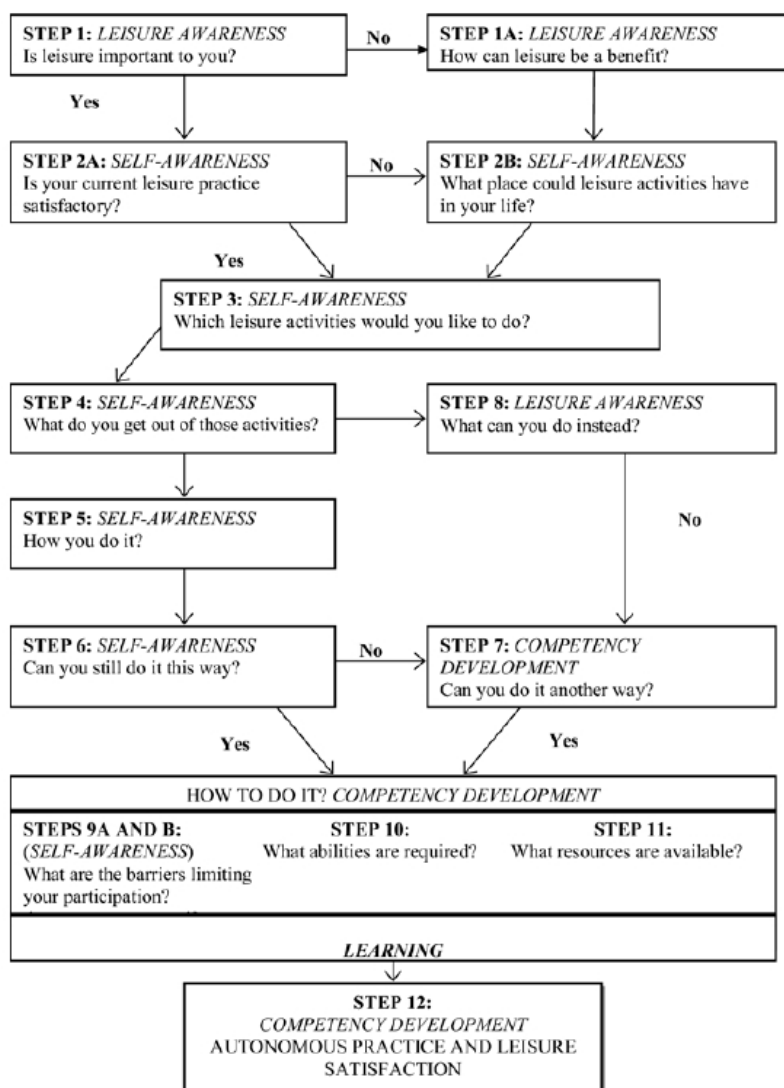 STEP 1: LEISURE AWARENESS
Is leisure important to you?
No
STEP 1A: LEISURE AWARENESS
How can leisure be a benefit?
Yes
STEP 2A: SELF-AWARENESS
Is your current leisure practice
satisfactory?
No
STEP 2B: SELF-AWARENESS
What place could leisure activities have
in your life?
Yes
STEP 3: SELF-AWARENESS
Which leisure activities would you like to do?
STEP 4: SELF-AWARENESS
What do you get out of those activities?
STEP 8: LEISURE AWARENESS
What can you do instead?
STEP 5: SELF-AWARENESS
How you do it?
No
STEP 6: SELF-AWARENESS
Can you still do it this way?
No
STEP 7: COMPETENCY
DEVELOPMENT
Can you do it another way?
Yes
Yes
HOW TO DO IT? COMPETENCY DEVELOPMENT
STEPS 9A AND B:
(SELF-AWARENESS)
What are the barriers limiting
your participation?
STEP 10:
What abilities are required?
STEP 11:
What resources are available?
LEARNING
STEP 12:
COMPETENCY DEVELOPMENT
AUTONOMOUS PRACTICE AND LEISURE
SATISFACTION